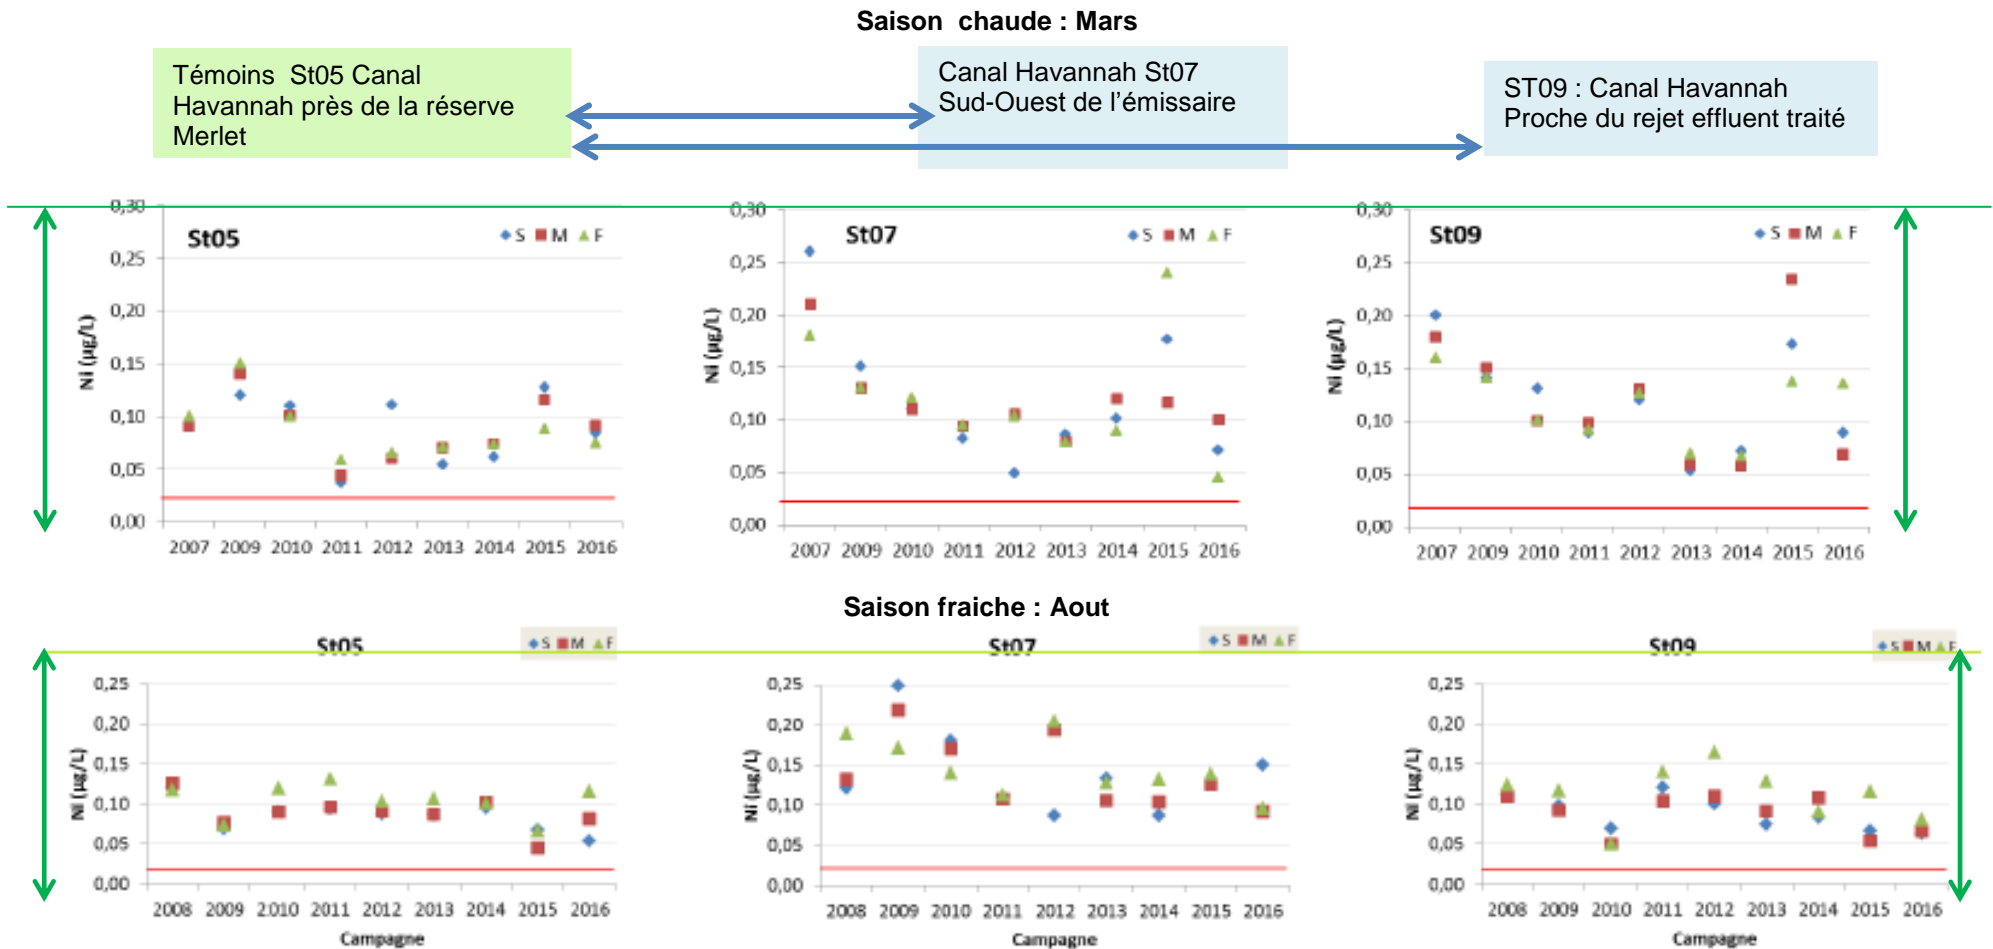 Saison chaude : Mars
Témoins St05 Canal
Havannah près de la réserve
Merlet
Canal Havannah St07
Sud-Ouest de l'émissaire
ST09 : Canal Havannah
Proche du rejet effluent traité
St05
S M F
Ni (µg/L)
0,30
0,25
0,20
0,15
0,10
0,05
0,00
2007 2009 2010 2011 2012 2013 2014 2015 2016
St07
S M F
Ni (µg/L)
0,30
0,25
0,20
0,15
0,10
0,05
0,00
2007 2009 2010 2011 2012 2013 2014 2015 2016
St09
S M F
Ni (µg/L)
0,30
0,25
0,20
0,15
0,10
0,05
0,00
2007 2009 2010 2011 2012 2013 2014 2015 2016
Saison fraiche : Aout
St05
S M F
Ni (µg/L)
0,25
0,20
0,15
0,10
0,05
0,00
2008 2009 2010 2011 2012 2013 2014 2015 2016
Campagne
St07
S M F
Ni (µg/L)
0,25
0,20
0,15
0,10
0,05
0,00
2008 2009 2010 2011 2012 2013 2014 2015 2016
Campagne
St09
S M F
Ni (µg/L)
0,25
0,20
0,15
0,10
0,05
0,00
2008 2009 2010 2011 2012 2013 2014 2015 2016
Campagne